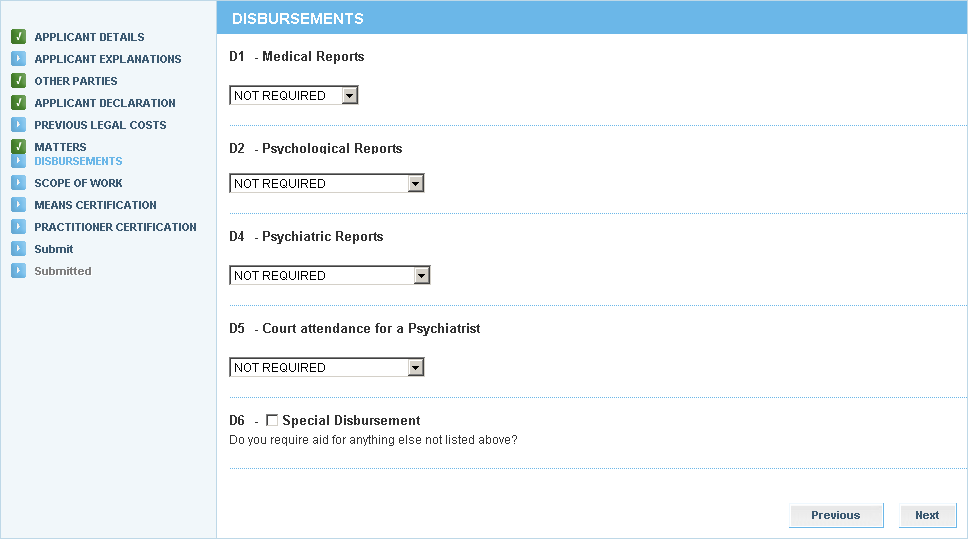 DISBURSEMENTS
APPLICANT DETAILS
APPLICANT EXPLANATIONS
OTHER PARTIES
APPLICANT DECLARATION
PREVIOUS LEGAL COSTS
MATTERS
DISBURSEMENTS
SCOPE OF WORK
MEANS CERTIFICATION
PRACTITIONER CERTIFICATION
Submit
Submitted
D1 - Medical Reports
NOT REQUIRED
D2 - Psychological Reports
NOT REQUIRED
D4 - Psychiatric Reports
NOT REQUIRED
D5 - Court attendance for a Psychiatrist
NOT REQUIRED
D6 - Special Disbursement
Do you require aid for anything else not listed above?
Previous Next